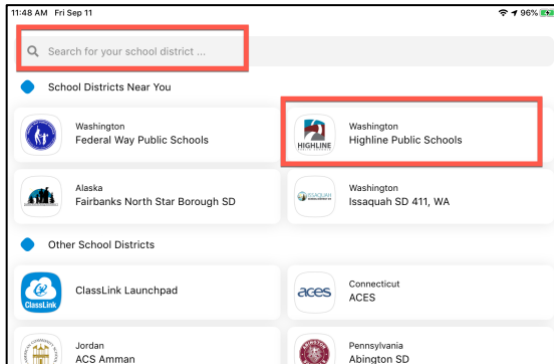 11:48 AM Fri Sep 11
96%
Search for your school district ...
School Districts Near You
Washington
Federal Way Public Schools
HIGHLINE
Washington
Highline Public Schools
Alaska
Fairbanks North Star Borough SD
ISSAQUAH
Washington
Issaquah SD 411, WA
Other School Districts
ClassLink
ClassLink Launchpad
aces
Connecticut
ACES
Jordan
ACS Amman
ABINGTON
Pennsylvania
Abington SD